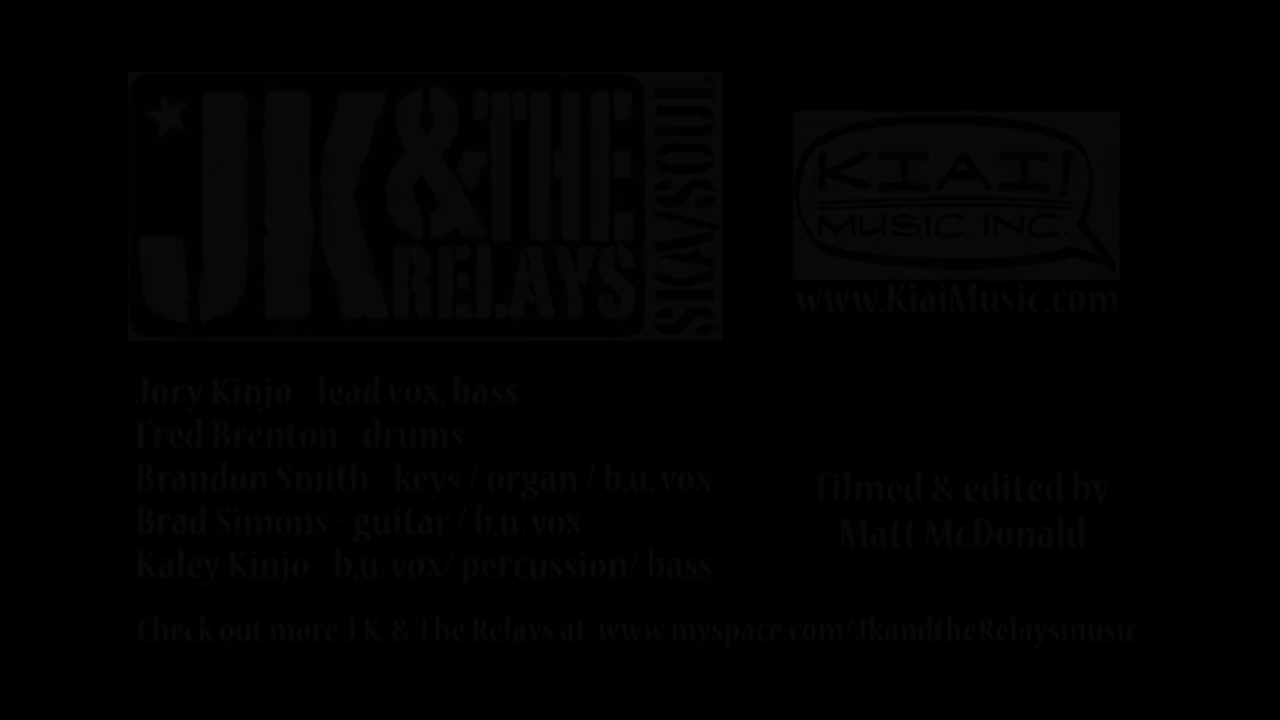 JK & THE
RELAYS
SKA/SOUL
KIAI!
MUSIC INC.
www.KiaiMusic.com
Jory Kinjo - lead vox, bass
Fred Brenton - drums
Brandon Smith - keys / organ / b.u. vox
Brad Simons - guitar / b.u. vox
Kaley Kinjo - b.u. vox/ percussion/ bass
filmed & edited by
Matt McDonald
Check out more J.K. & The Relays at www.myspace.com/JkandtheRelaysmusic